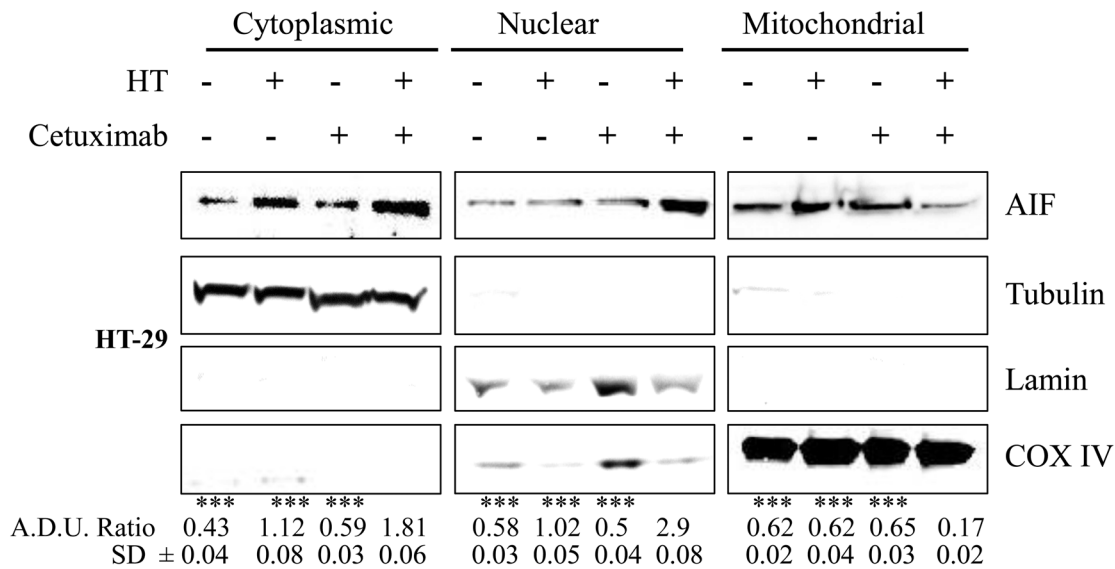 Cytoplasmic Nuclear Mitochondrial
HT - + - + - + - + - + - +
Cetuximab - - + + - - + + - - + +
AIF
Tubulin
HT-29
Lamin
COX IV
*** *** *** *** *** *** *** *** ***
A.D.U. Ratio 0.43 1.12 0.59 1.81 0.58 1.02 0.5 2.9 0.62 0.62 0.65 0.17
SD ± 0.04 0.08 0.03 0.06 0.03 0.05 0.04 0.08 0.02 0.04 0.03 0.02